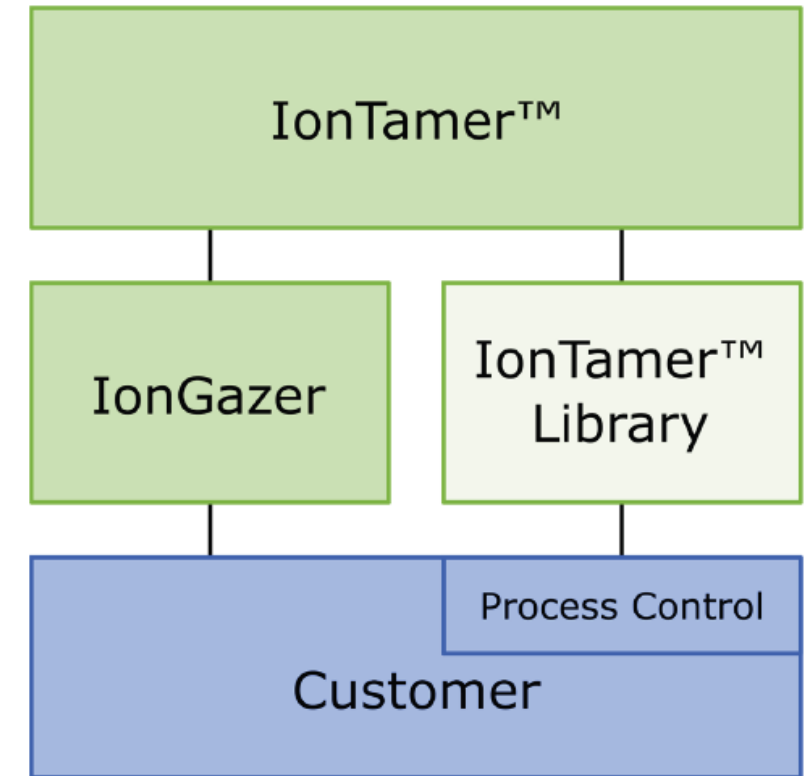 IonTamer™
IonGazer
IonTamer™
Library
Process Control
Customer